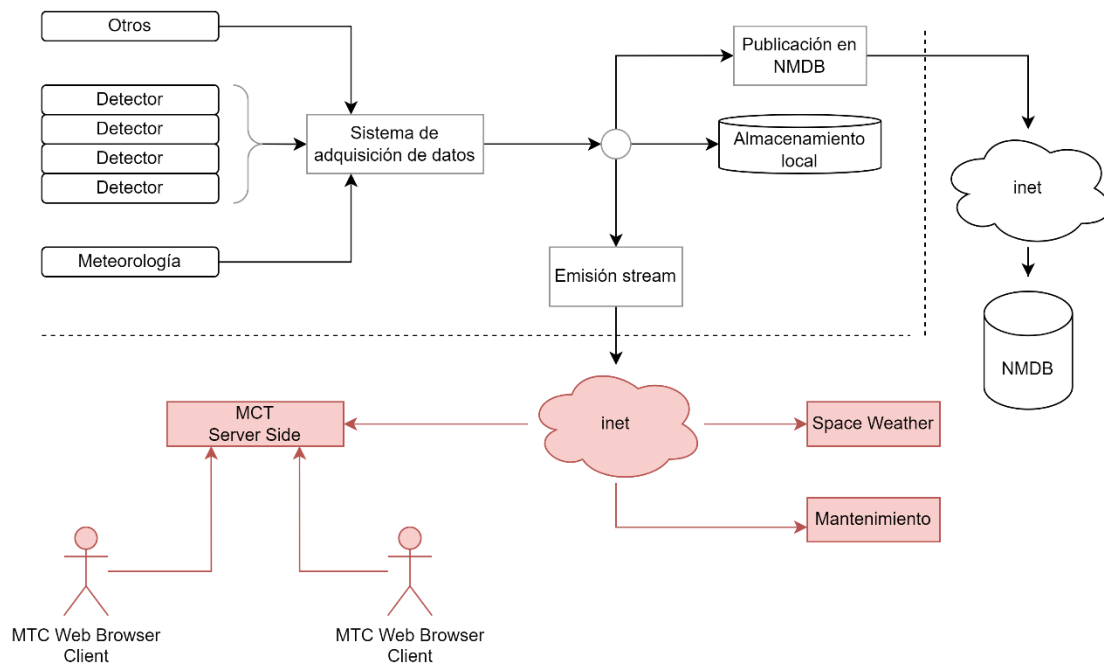 Otros
Detector
Detector
Detector
Detector
Meteorología
Sistema de
adquisición de datos
Publicación en
NMDB
Almacenamiento
local
Emisión stream
inet
NMDB
inet
MCT
Server Side
Space Weather
Mantenimiento
MTC Web Browser
Client
MTC Web Browser
Client